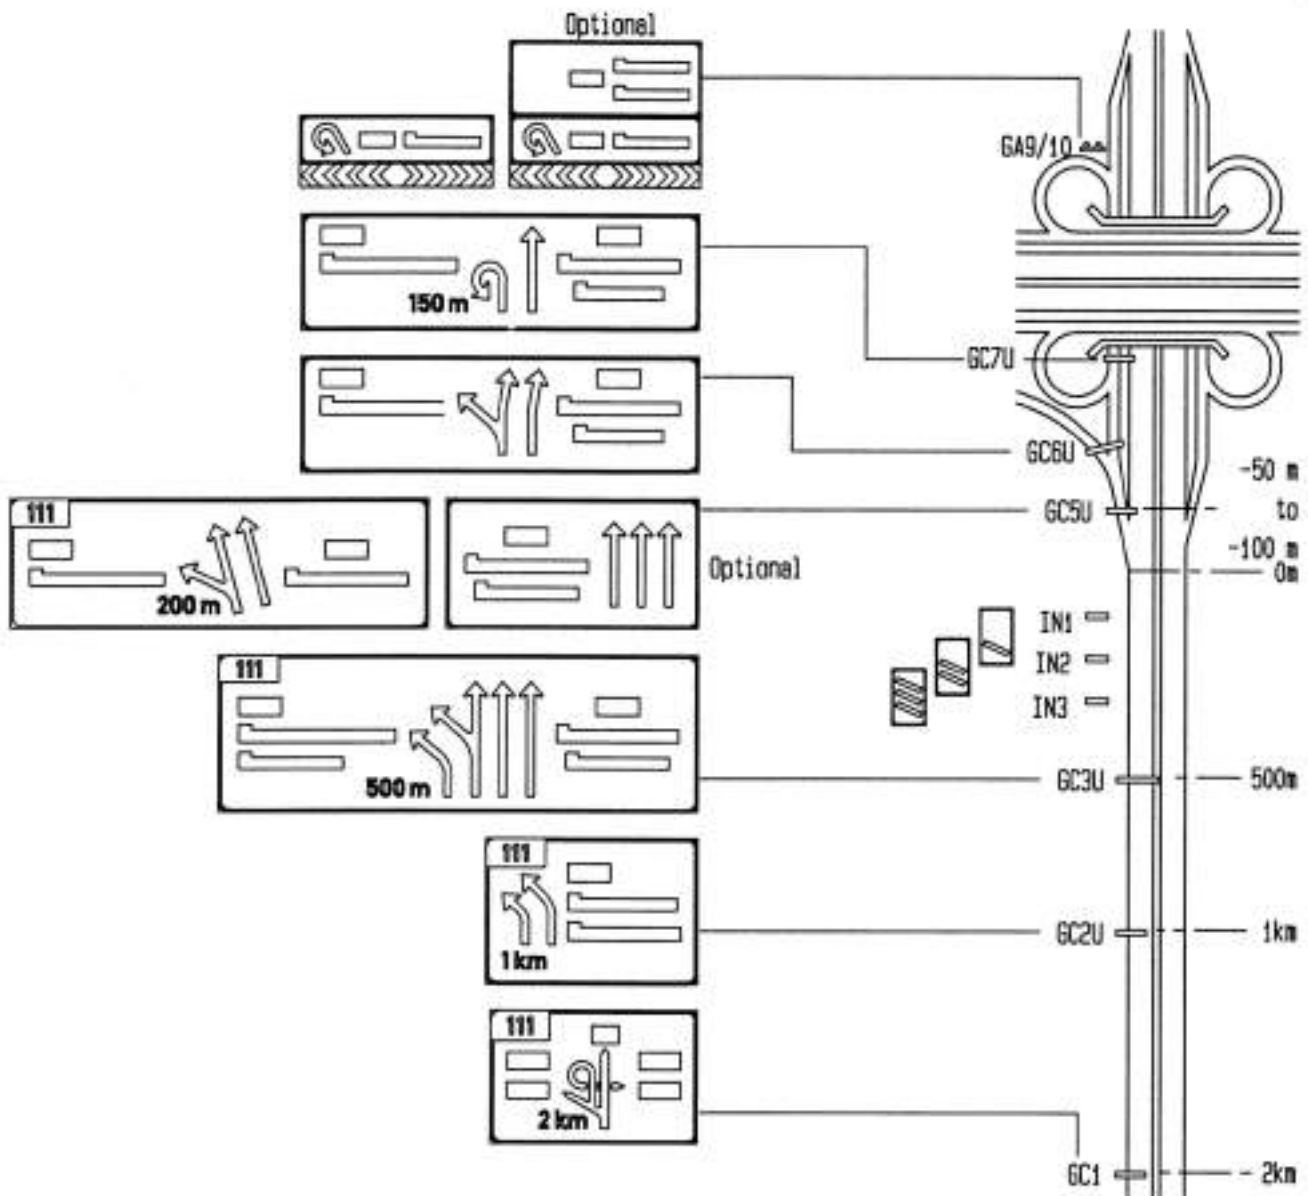 Optional
GA9/10
150 m
GC7U
GC6U
-50 m
111
GC5U
to
200 m
Optional
-100 m
0m
IN1
IN2
IN3
111
500 m
GC3U
500m
111
1 km
GC2U
1km
111
2 km
GC1
2km